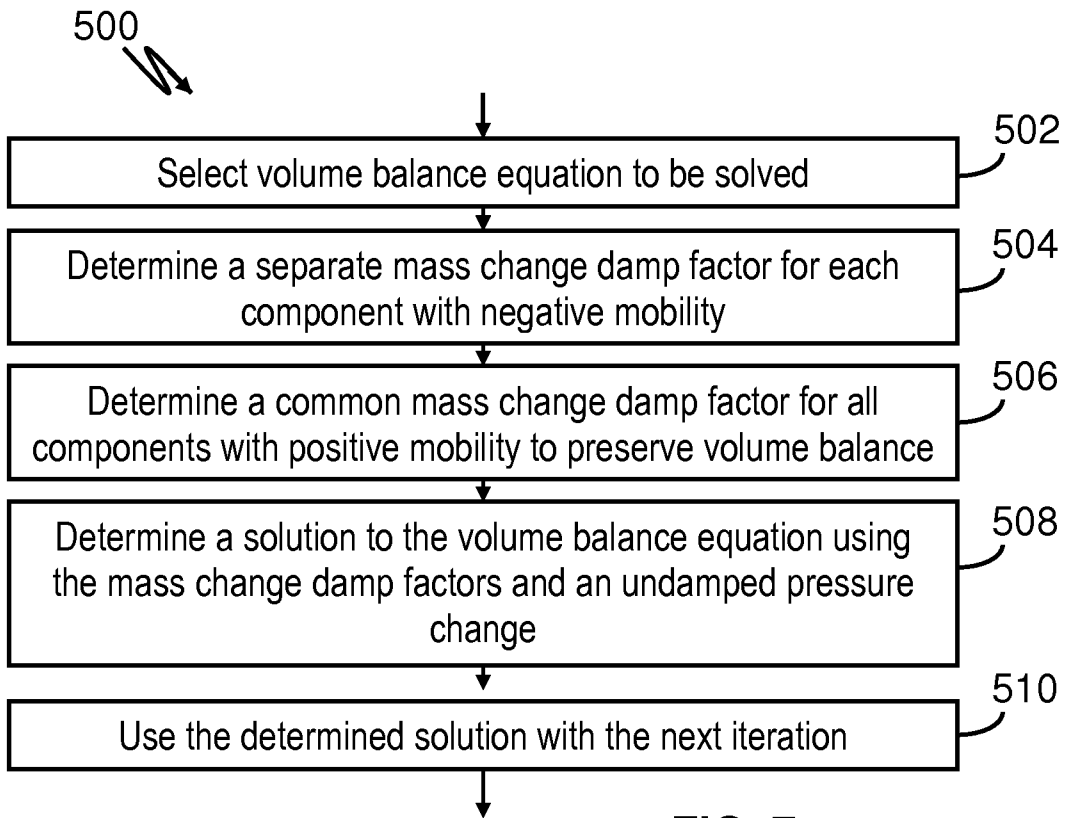 500
502
Select volume balance equation to be solved
504
Determine a separate mass change damp factor for each
component with negative mobility
506
Determine a common mass change damp factor for all
components with positive mobility to preserve volume balance
508
Determine a solution to the volume balance equation using
the mass change damp factors and an undamped pressure
change
510
Use the determined solution with the next iteration